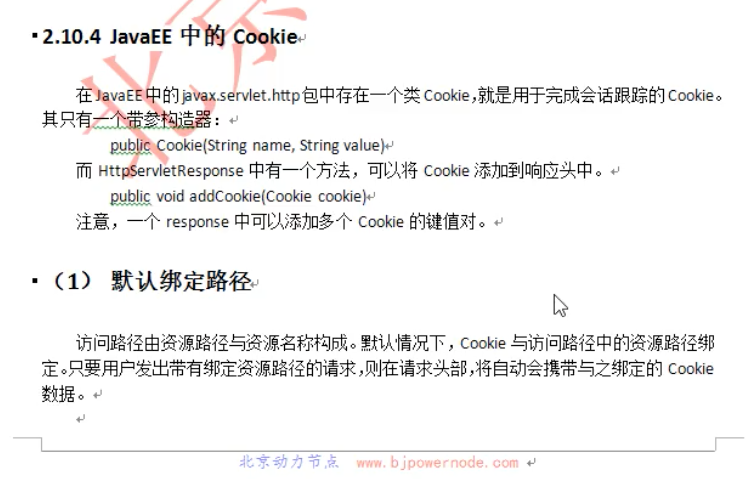 2.10.4 JavaEE 中的 Cookie
在 JavaEE 中的 javax.servlet.http 包中存在一个类 Cookie，就是用于完成会话跟踪的 Cookie。
其只有一个带参构造器：
public Cookie(String name, String value)
而 HttpServletResponse 中有一个方法，可以将 Cookie 添加到响应头中。
public void addCookie(Cookie cookie)
注意，一个 response 中可以添加多个 Cookie 的键值对。
（1） 默认绑定路径
访问路径由资源路径与资源名称构成。默认情况下，Cookie 与访问路径中的资源路径绑
定。只要用户发出带有绑定资源路径的请求，则在请求头部，将自动会携带与之绑定的 Cookie
数据。
北京动力节点 www.bjpowernode.com
北京